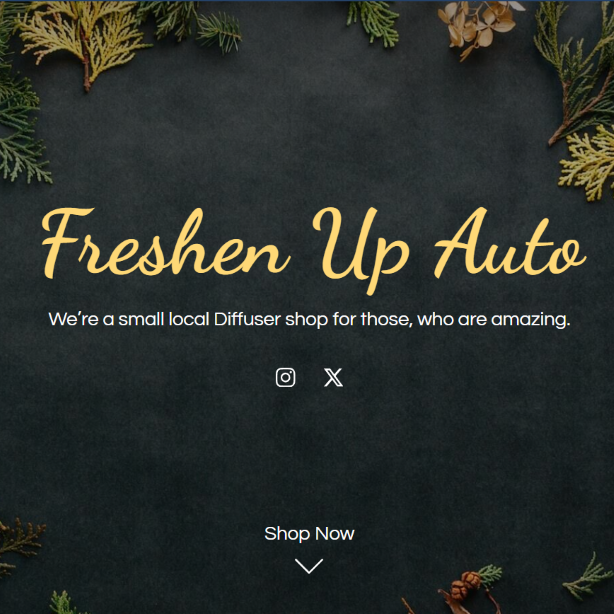 Freshen Up Auto
We’re a small local Diffuser shop for those, who are amazing.
Shop Now